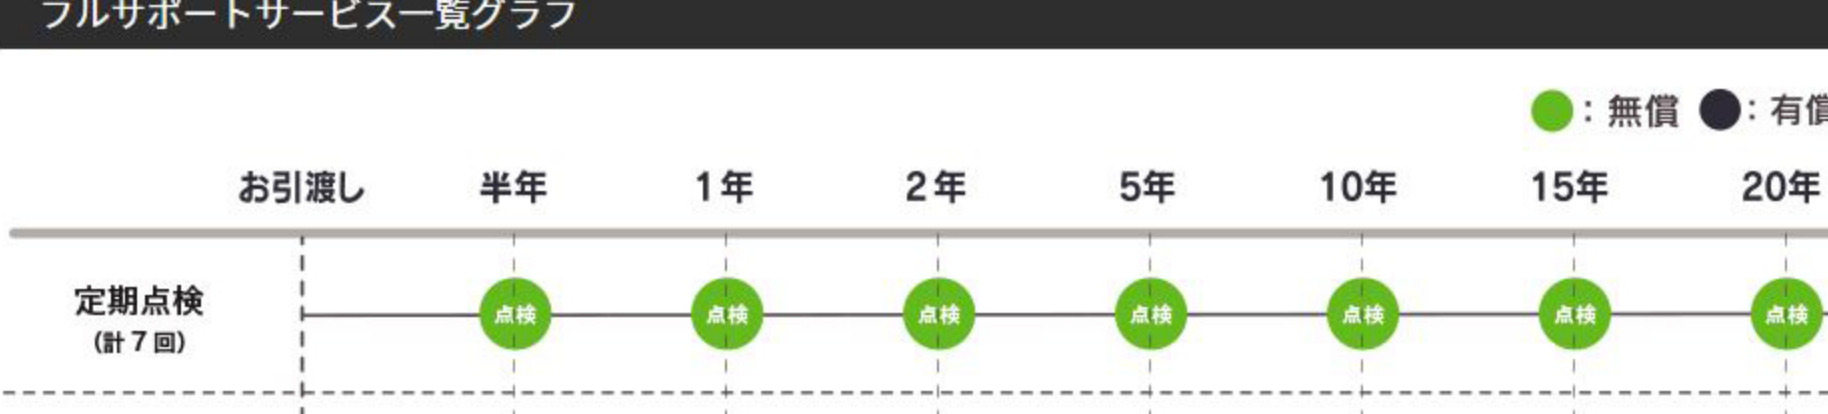 フルサポートサービス一覧グラフ
：無償 ：有償
お引渡し 半年 1年 2年 5年 10年 15年 20年
定期点検 点検 点検 点検 点検 点検 点検 点検
(計7回)